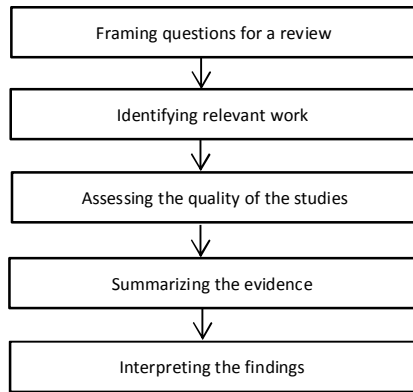 Framing questions for a review
Identifying relevant work
Assessing the quality of the studies
Summarizing the evidence
Interpreting the findings